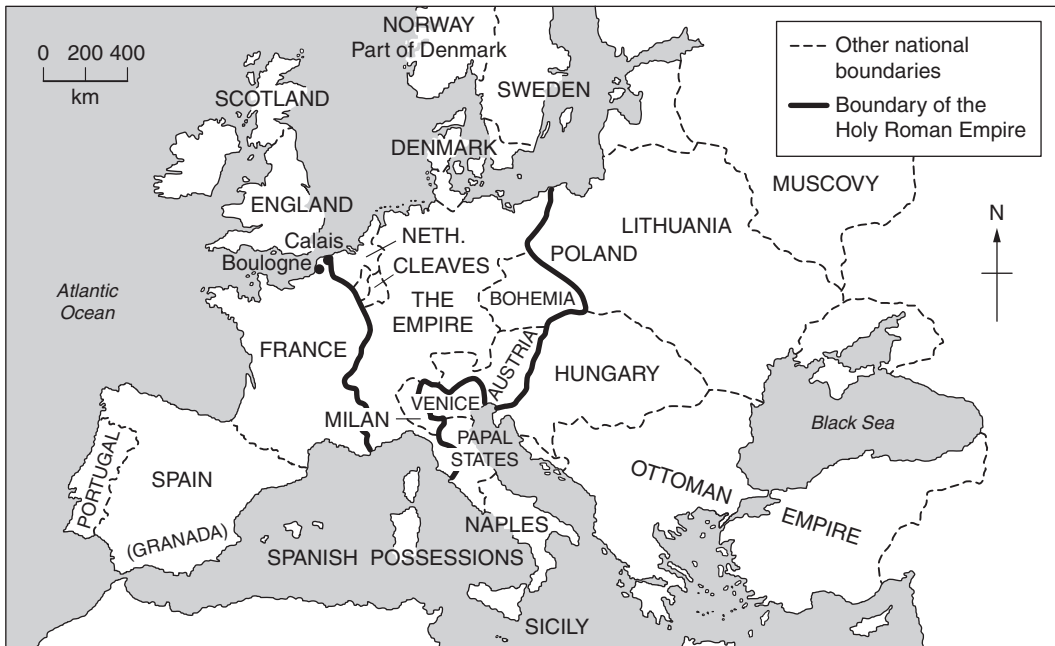 NORWAY
Part of Denmark
0 200 400
km
SCOTLAND
SWEDEN
DENMARK
- - - Other national
boundaries
Boundary of the
Holy Roman Empire
MUSCOVY
LITHUANIA
ENGLAND
N
Calais
Boulogne
NETH.
CLEAVES
POLAND
Atlantic
Ocean
THE
EMPIRE
BOHEMIA
FRANCE
AUSTRIA
HUNGARY
MILAN
VENICE
PAPAL
STATES
Black Sea
PORTUGAL
SPAIN
(GRANADA)
OTTOMAN
EMPIRE
NAPLES
SPANISH POSSESSIONS
SICILY